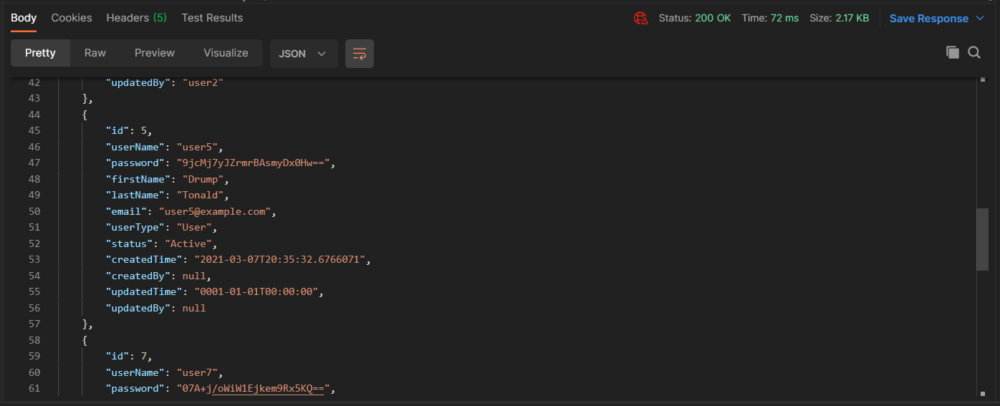 Body Cookies Headers (5) Test Results Status: 200 OK Time: 72 ms Size: 2.17 KB Save Response
Pretty Raw Preview Visualize JSON
42 "updatedBy": "user2"
43 },
44 {
45 "id": 5,
46 "userName": "user5",
47 "password": "9jcMj7yJZrmrBAsmyDx0Hw==",
48 "firstName": "Drump",
49 "lastName": "Tonald",
50 "email": "user5@example.com",
51 "userType": "User",
52 "status": "Active",
53 "createdTime": "2021-03-07T20:35:32.6766071",
54 "createdBy": null,
55 "updatedTime": "0001-01-01T00:00:00",
56 "updatedBy": null
57 },
58 {
59 "id": 7,
60 "userName": "user7",
61 "password": "07A+j/oWiW1Ejkem9Rx5KQ==",